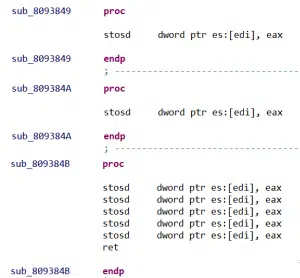 sub_8093849 proc
stosd dword ptr es:[edi], eax
sub_8093849 endp
; ----------------------------------
sub_809384A proc
stosd dword ptr es:[edi], eax
sub_809384A endp
; ----------------------------------
sub_809384B proc
stosd dword ptr es:[edi], eax
stosd dword ptr es:[edi], eax
stosd dword ptr es:[edi], eax
stosd dword ptr es:[edi], eax
stosd dword ptr es:[edi], eax
ret
sub_809384B endp